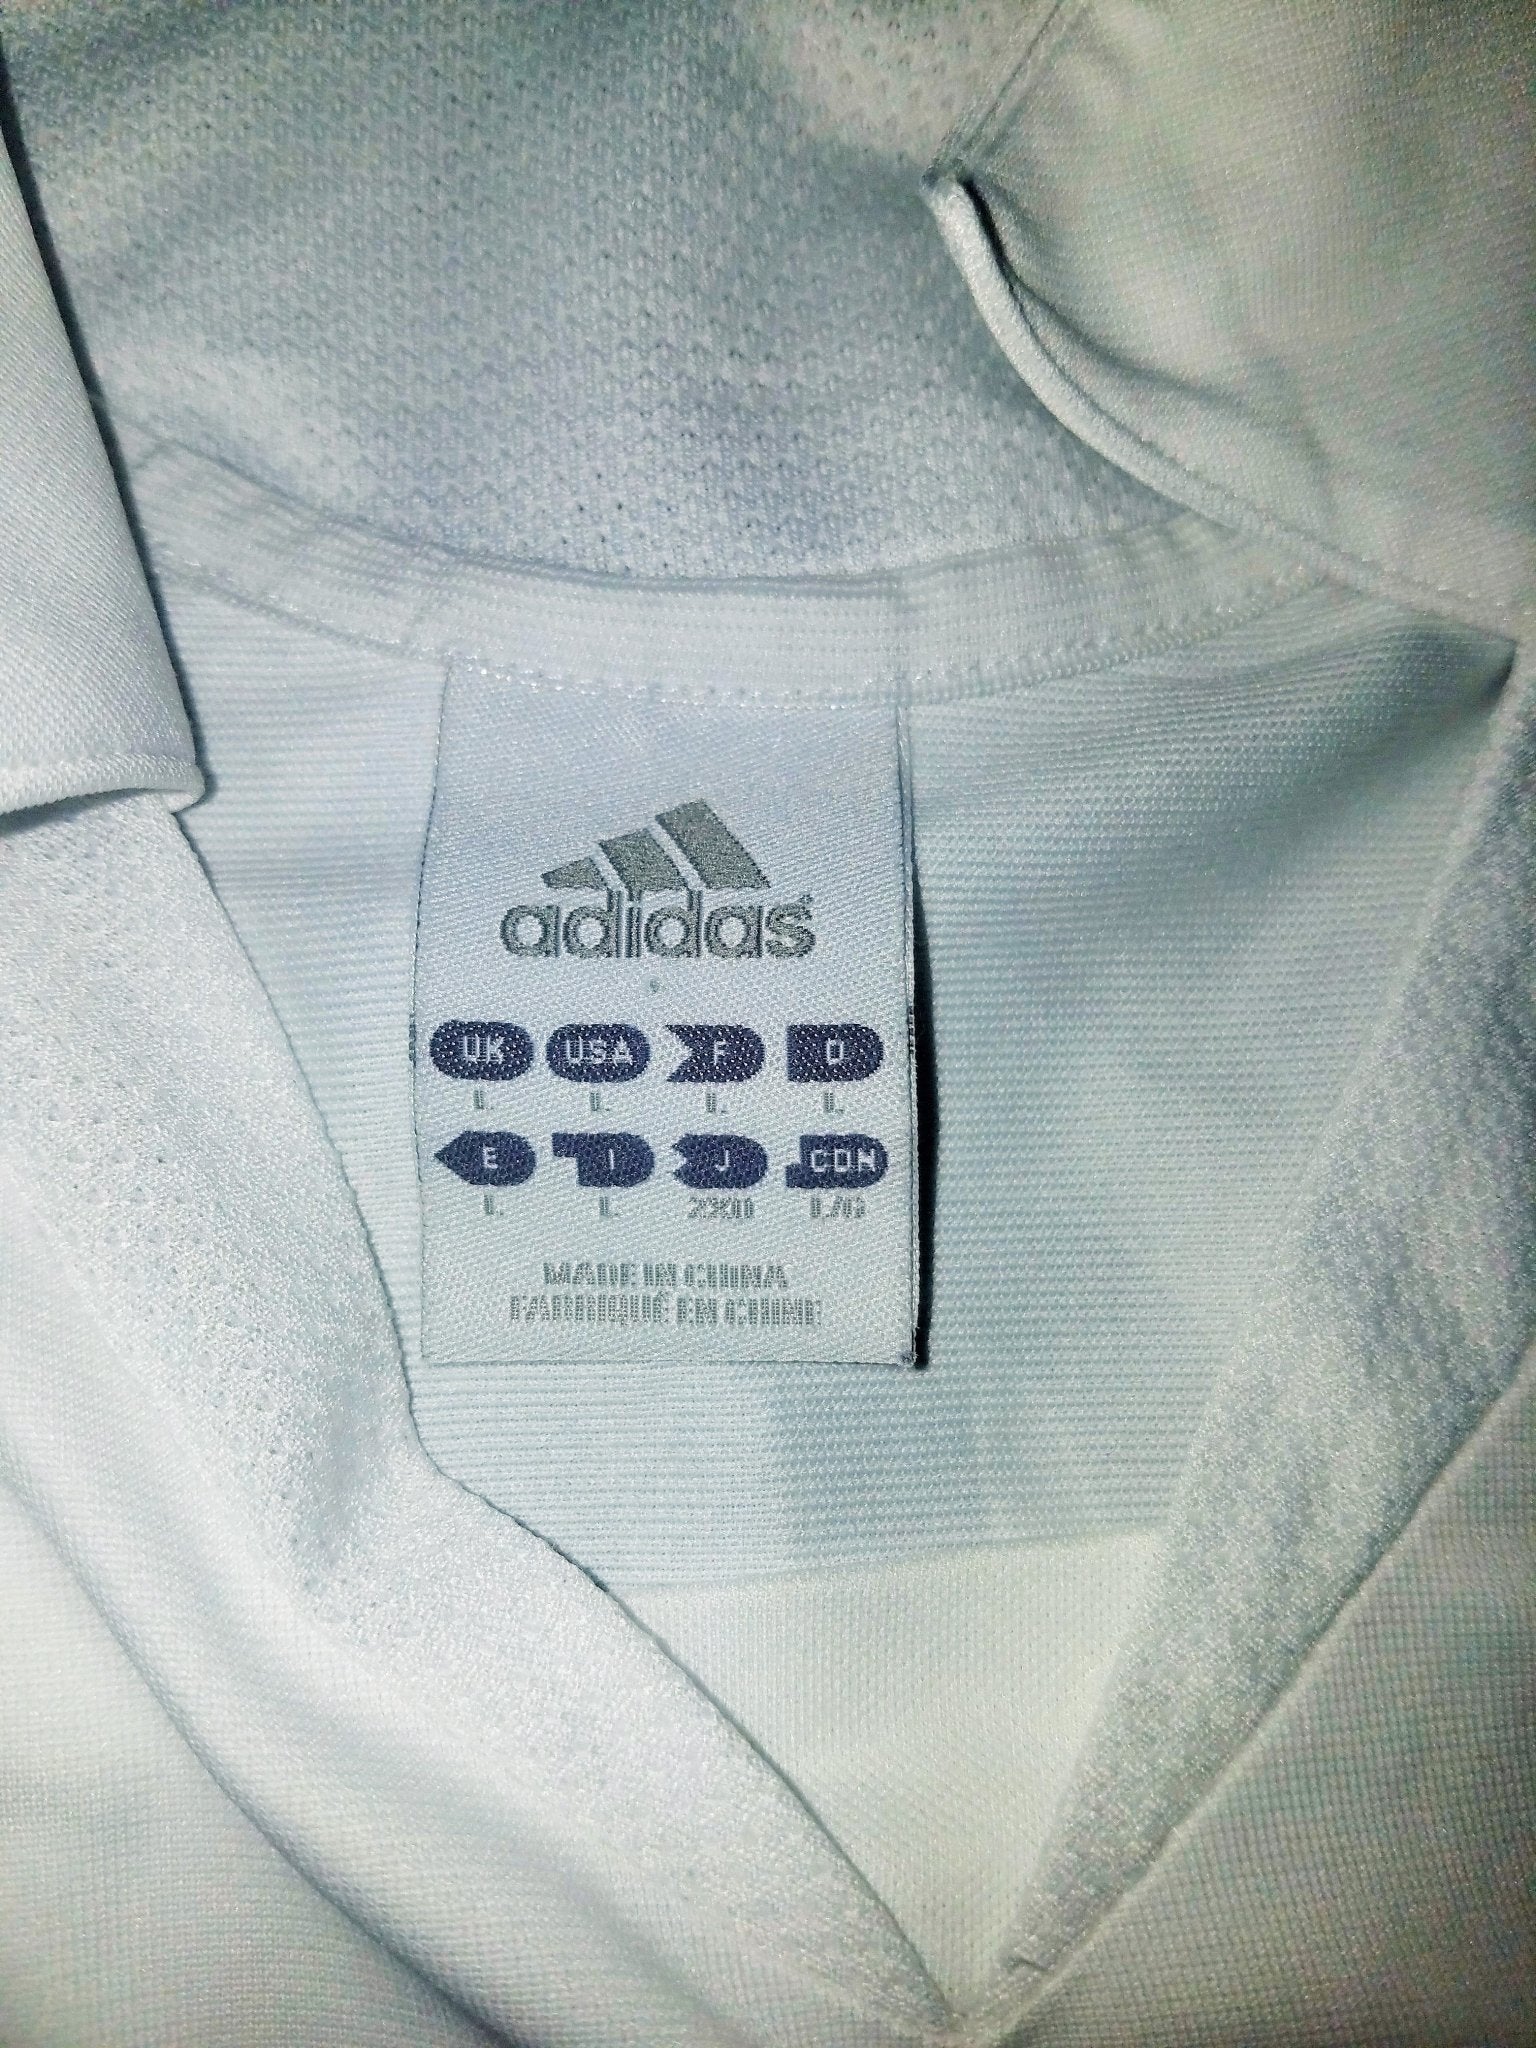 adidas
UK USA F D
L L L L
E I J CDN
L L 2XO L/G
MADE IN CHINA
FABRIQUÉ EN CHINE